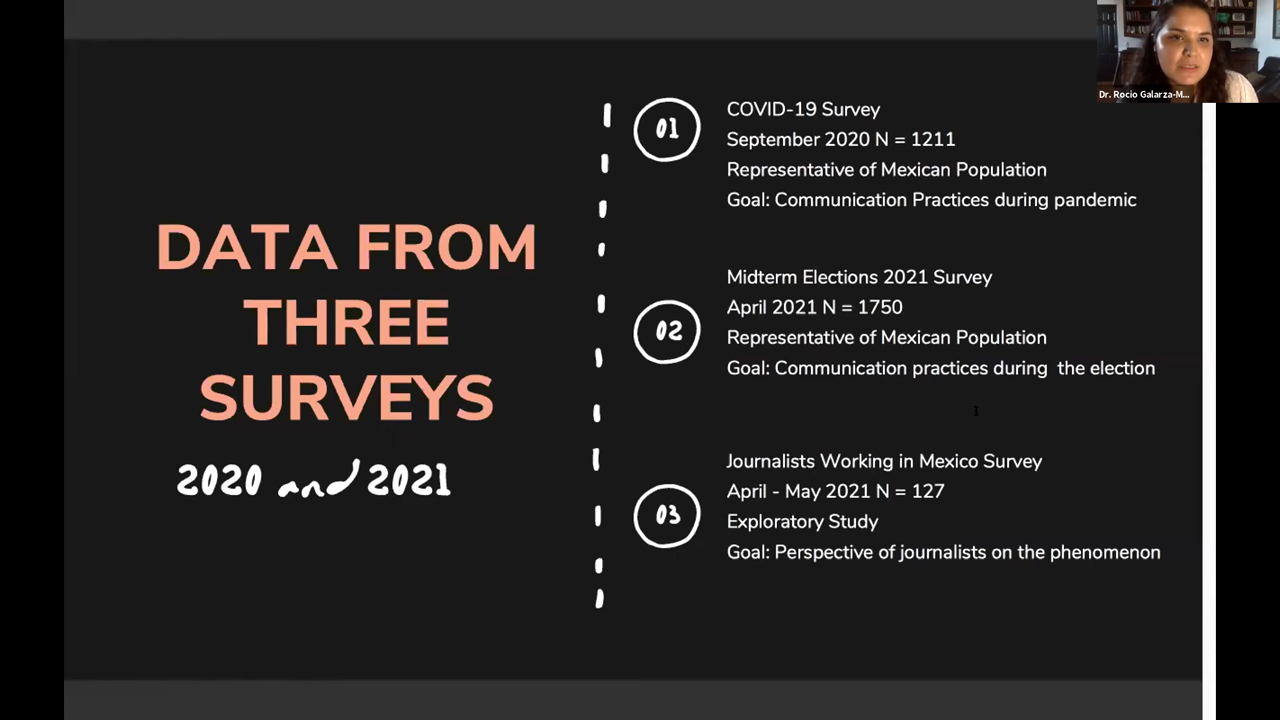 Dr. Rocio Galarza-M...
DATA FROM
THREE
SURVEYS
2020 and 2021
01
COVID-19 Survey
September 2020 N = 1211
Representative of Mexican Population
Goal: Communication Practices during pandemic
02
Midterm Elections 2021 Survey
April 2021 N = 1750
Representative of Mexican Population
Goal: Communication practices during  the election
03
Journalists Working in Mexico Survey
April - May 2021 N = 127
Exploratory Study
Goal: Perspective of journalists on the phenomenon